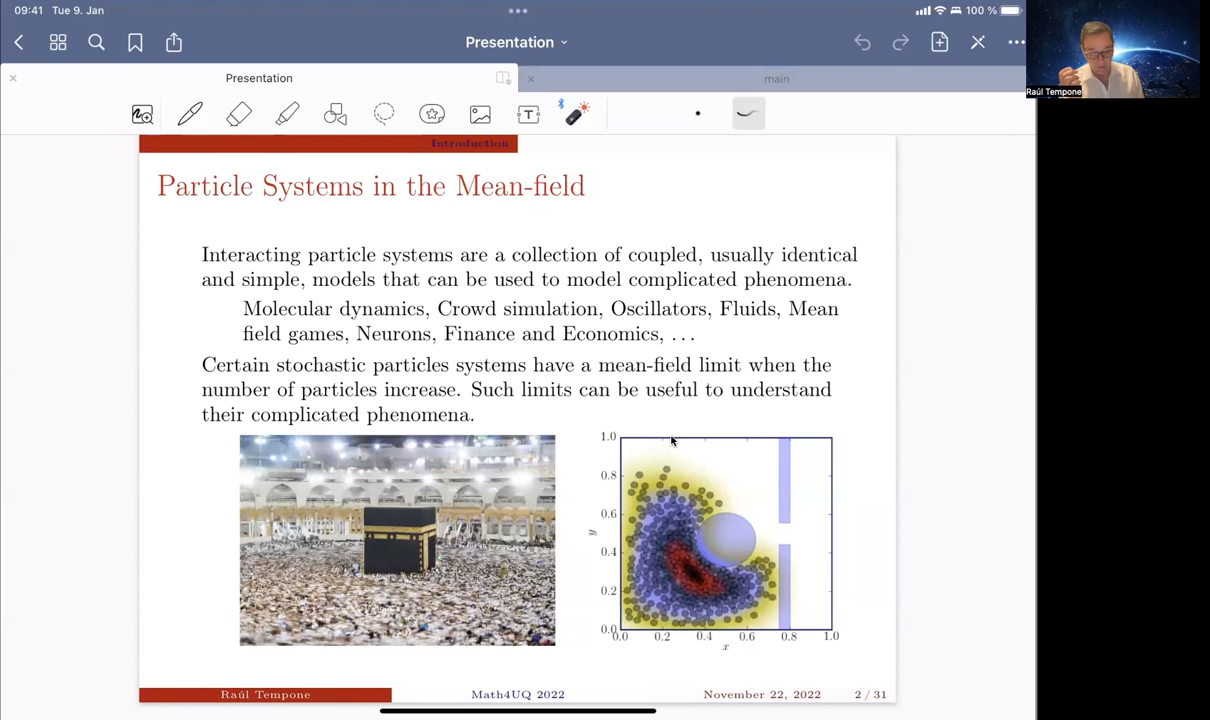 09:41 Tue 9. Jan
100 %
Presentation
Presentation
main
Raúl Tempone
Introduction
Particle Systems in the Mean-field
Interacting particle systems are a collection of coupled, usually identical
and simple, models that can be used to model complicated phenomena.
Molecular dynamics, Crowd simulation, Oscillators, Fluids, Mean
field games, Neurons, Finance and Economics, ...
Certain stochastic particles systems have a mean-field limit when the
number of particles increase. Such limits can be useful to understand
their complicated phenomena.
1.0
0.8
0.6
y
0.4
0.2
0.0
0.0 0.2 0.4 0.6 0.8 1.0
x
Raúl Tempone Math4UQ 2022 November 22, 2022 2 / 31